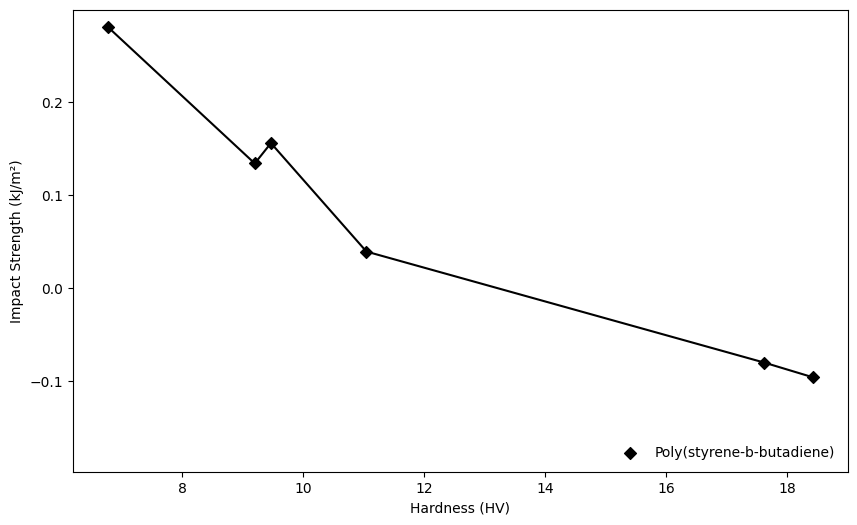 0.2
0.1
0.0
−0.1
Impact Strength (kJ/m²)
8 10 12 14 16 18
Hardness (HV)
Poly(styrene-b-butadiene)